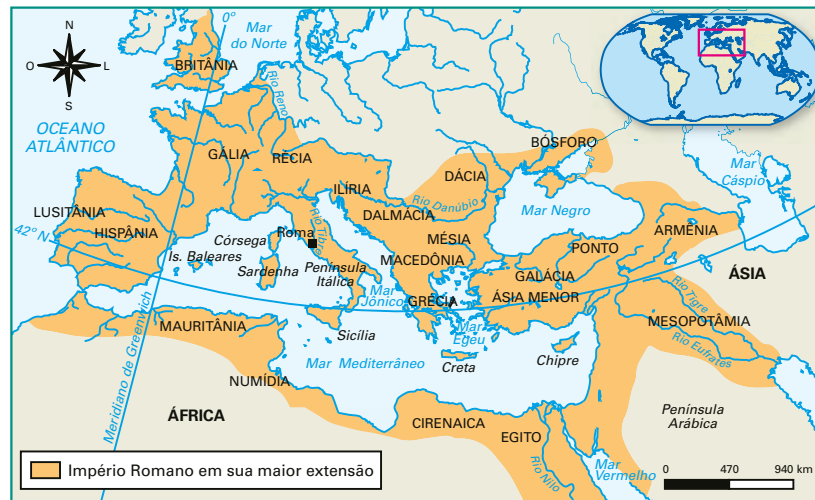 N
O
L
S
0º
Mar
do Norte
BRITÂNIA
Rio Reno
OCEANO
ATLÂNTICO
GÁLIA
RÉCIA
BÓSFORO
DÁCIA
Mar
Cáspio
ILÍRIA
Rio Danúbio
LUSITÂNIA
HISPÂNIA
DALMÁCIA
Mar Negro
42º N
Córsega
Is. Baleares
Roma
Rio Tibre
MÉSIA
ARMÊNIA
PONTO
Sardenha
Península
Itálica
MACEDÔNIA
GALÁCIA
ÁSIA
Mar
Jônico
GRÉCIA
ÁSIA MENOR
Rio Tigre
MESOPOTÂMIA
Rio Eufrates
Meridiano de Greenwich
MAURITÂNIA
Sicília
Mar
Egeu
Mar Mediterrâneo
Creta
Chipre
NUMÍDIA
ÁFRICA
CIRENAICA
EGITO
Península
Arábica
Rio Nilo
Mar
Vermelho
Império Romano em sua maior extensão
0 470 940 km